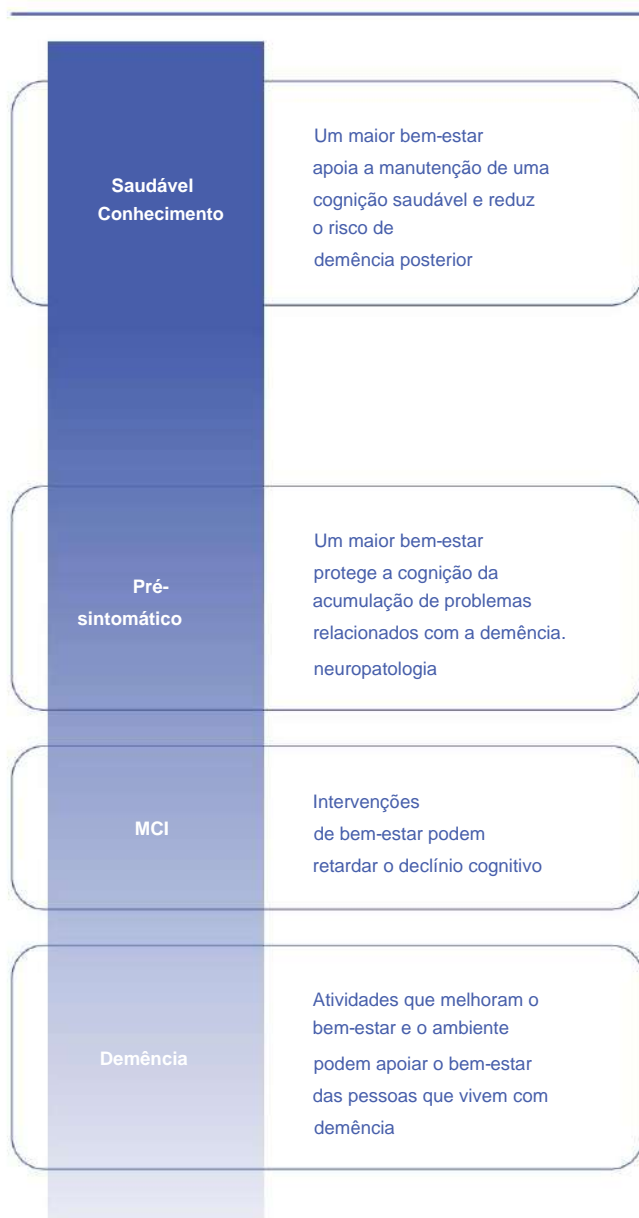 Saudável
Conhecimento
Um maior bem-estar
apoia a manutenção de uma
cognição saudável e reduz
o risco de
demência posterior
Pré-
sintomático
Um maior bem-estar
protege a cognição da
acumulação de problemas
relacionados com a demência.
neuropatologia
MCI
Intervenções
de bem-estar podem
retardar o declínio cognitivo
Demência
Atividades que melhoram o
bem-estar e o ambiente
podem apoiar o bem-estar
das pessoas que vivem com
demência